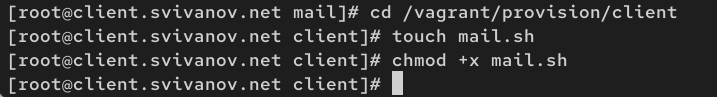 [root@client.svivanov.net mail]# cd /vagrant/provision/client
[root@client.svivanov.net client]# touch mail.sh
[root@client.svivanov.net client]# chmod +x mail.sh
[root@client.svivanov.net client]#